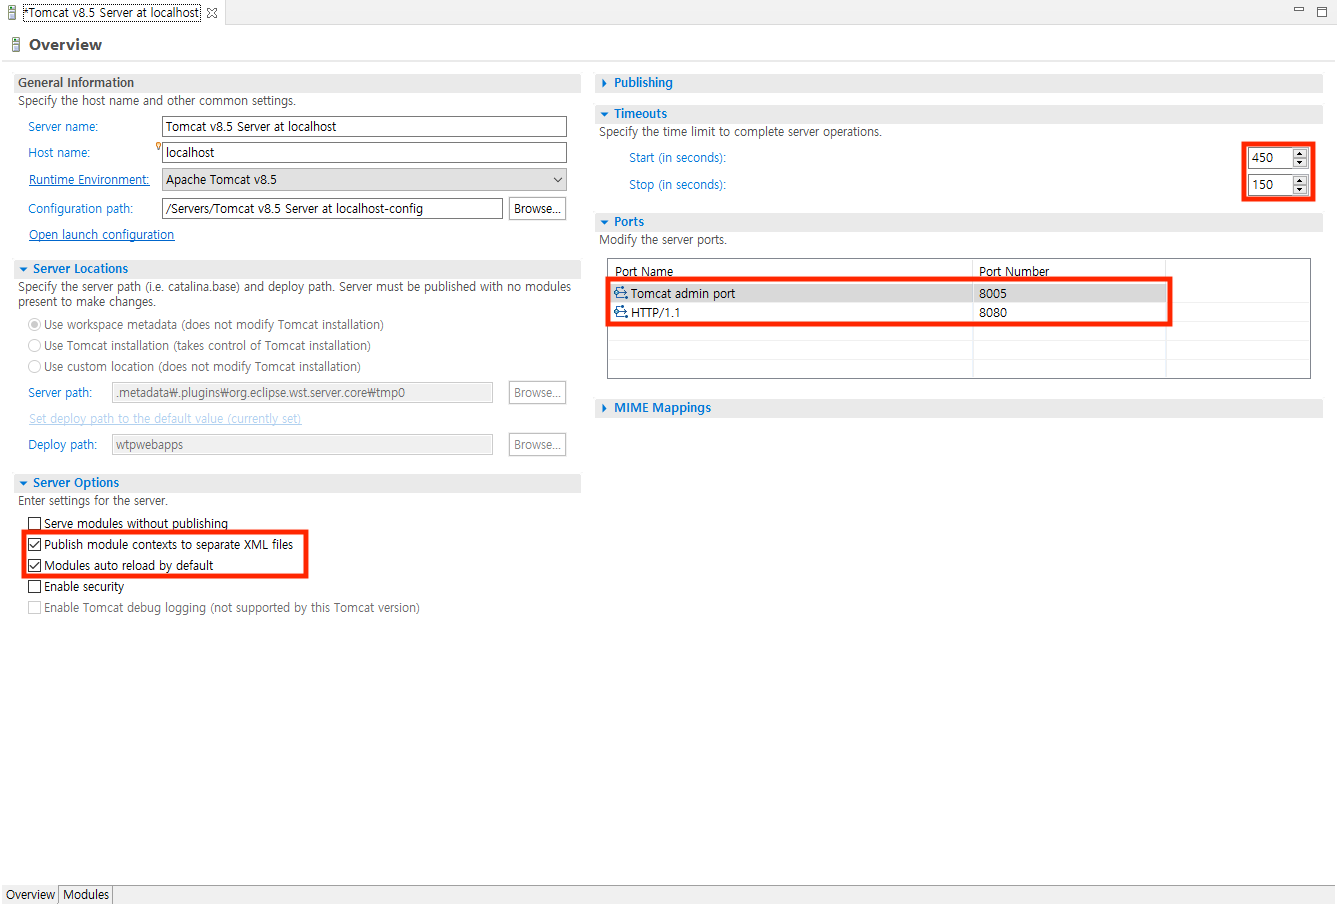 *Tomcat v8.5 Server at localhost
Overview
General Information
Specify the host name and other common settings.
Server name:
Tomcat v8.5 Server at localhost
Host name:
localhost
Runtime Environment:
Apache Tomcat v8.5
Configuration path:
/Servers/Tomcat v8.5 Server at localhost-config
Browse...
Open launch configuration
Server Locations
Specify the server path (i.e. catalina.base) and deploy path. Server must be published with no modules
present to make changes.
Use workspace metadata (does not modify Tomcat installation)
Use Tomcat installation (takes control of Tomcat installation)
Use custom location (does not modify Tomcat installation)
Server path:
.metadata₩.plugins₩org.eclipse.wst.server.core₩tmp0
Browse...
Set deploy path to the default value (currently set)
Deploy path:
wtpwebapps
Browse...
Server Options
Enter settings for the server.
Serve modules without publishing
Publish module contexts to separate XML files
Modules auto reload by default
Enable security
Enable Tomcat debug logging (not supported by this Tomcat version)
Publishing
Timeouts
Specify the time limit to complete server operations.
Start (in seconds):
450
Stop (in seconds):
150
Ports
Modify the server ports.
Port Name Port Number
Tomcat admin port 8005
HTTP/1.1 8080
MIME Mappings
Overview Modules